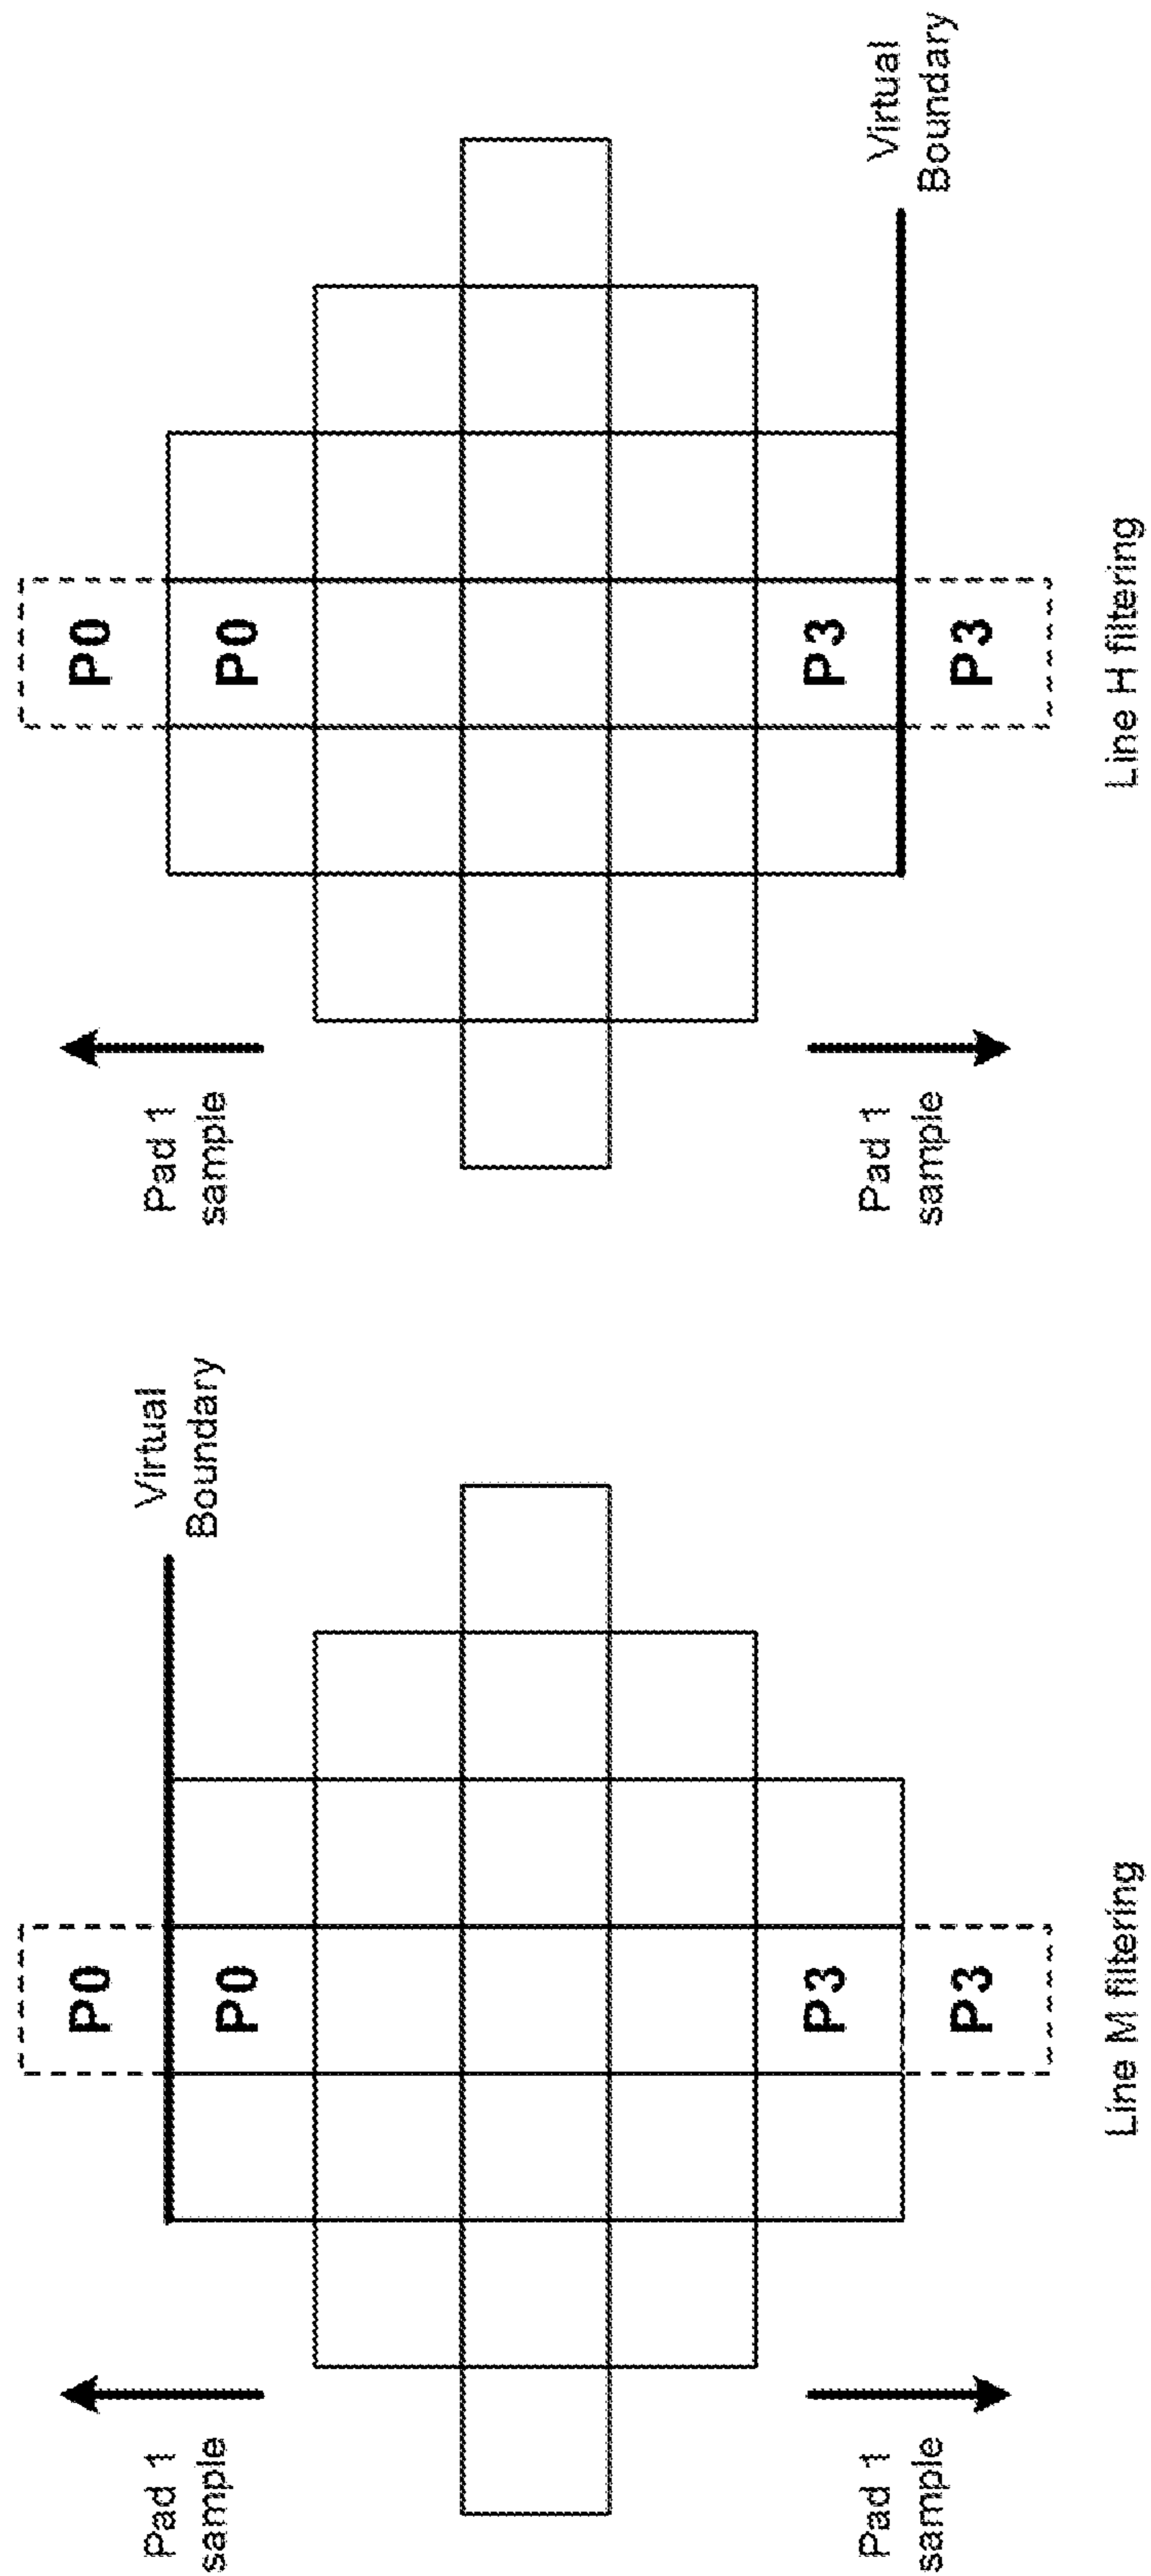 P0
Virtual
Boundary
Pad 1
sample
P0
P3
Pad 1
sample
P3
Line M filtering
P0
Pad 1
sample
P0
Virtual
Boundary
P3
Pad 1
sample
P3
Line H filtering